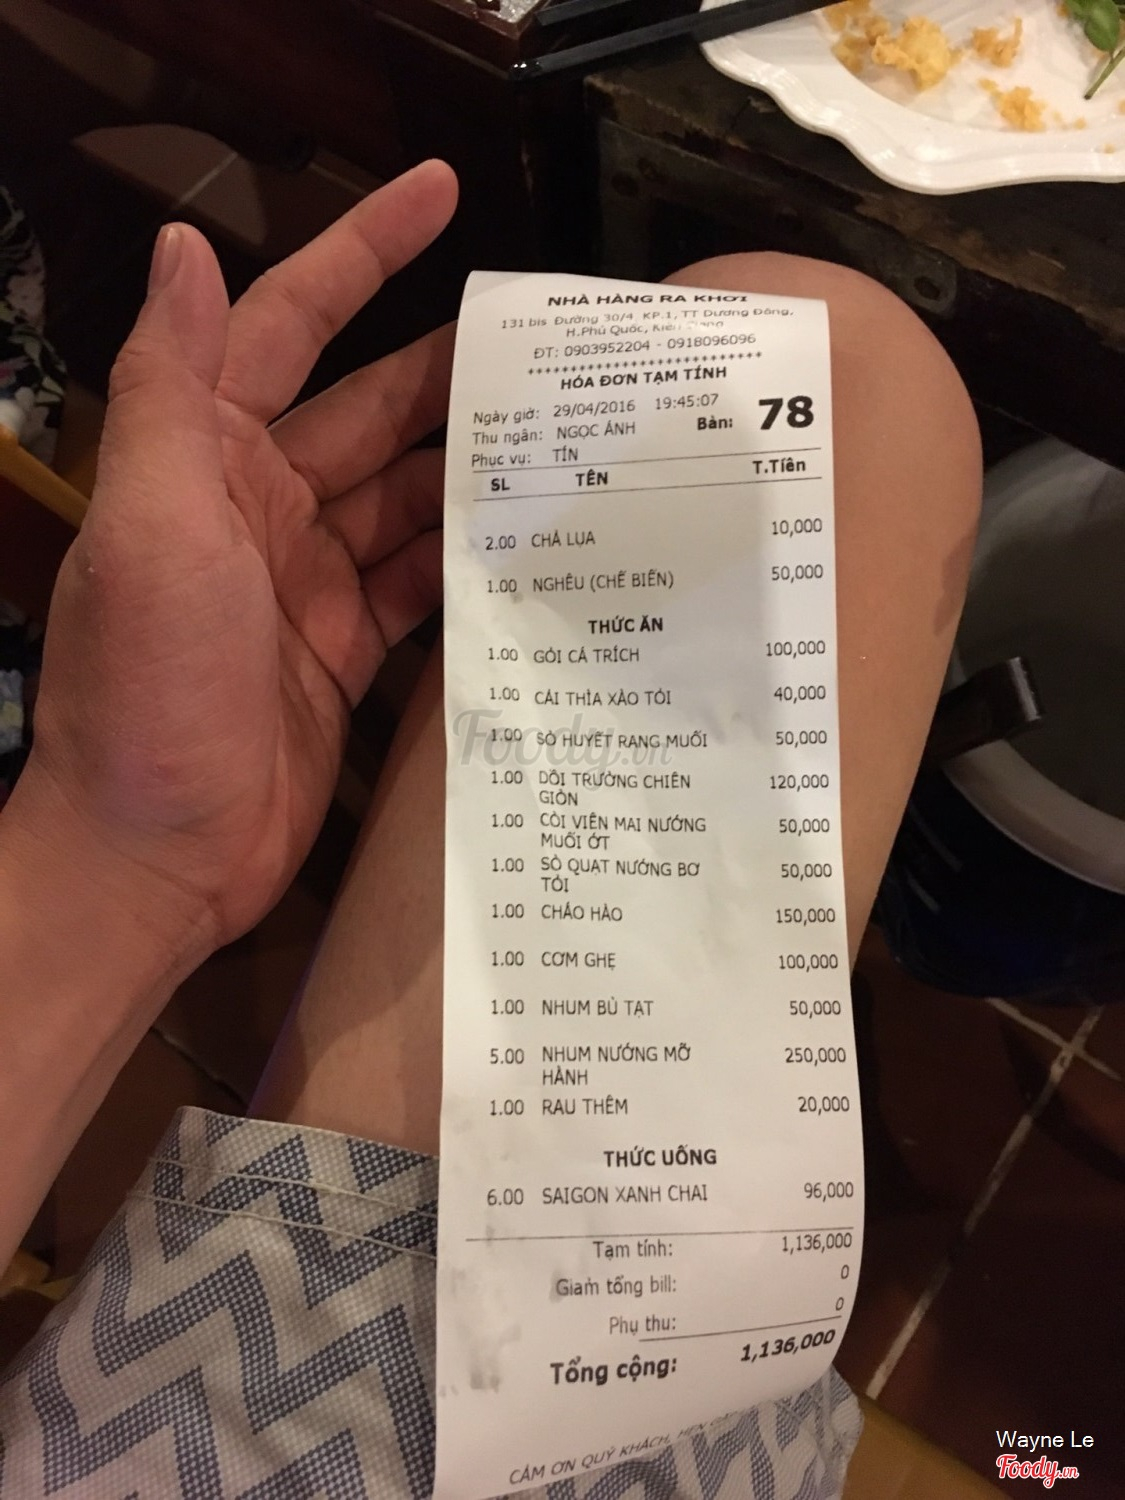 NHÀ HÀNG RA KHƠI
131 bis Đường 30/4, KP.1, TT Dương Đông,
H.Phú Quốc, Kiên Giang
ĐT: 0903952204 - 0918096096
***************************
HÓA ĐƠN TẠM TÍNH
Ngày giờ: 29/04/2016 19:45:07
Thu ngân: NGỌC ÁNH Bàn: 78
Phục vụ: TÍN
SL TÊN T.Tiền
2.00 CHẢ LỤA 10,000
1.00 NGHÊU (CHẾ BIẾN) 50,000
THỨC ĂN
1.00 GỎI CÁ TRÍCH 100,000
1.00 CẢI THÌA XÀO TỎI 40,000
1.00 SÒ HUYẾT RANG MUỐI 50,000
1.00 DỒI TRƯỜNG CHIÊN 120,000
GIÒN
1.00 CÒI VIÊN MAI NƯỚNG 50,000
MUỐI ỚT
1.00 SÒ QUẠT NƯỚNG BƠ 50,000
TỎI
1.00 CHÁO HÀO 150,000
1.00 CƠM GHẸ 100,000
1.00 NHUM BỦ TẠT 50,000
5.00 NHUM NƯỚNG MỠ 250,000
HÀNH
1.00 RAU THÊM 20,000
THỨC UỐNG
6.00 SAIGON XANH CHAI 96,000
Tạm tính: 1,136,000
Giảm tổng bill: 0
Phụ thu: 0
Tổng cộng: 1,136,000
CẢM ƠN QUÝ KHÁCH, HẸN
Foody.vn
Wayne Le
Foody.vn